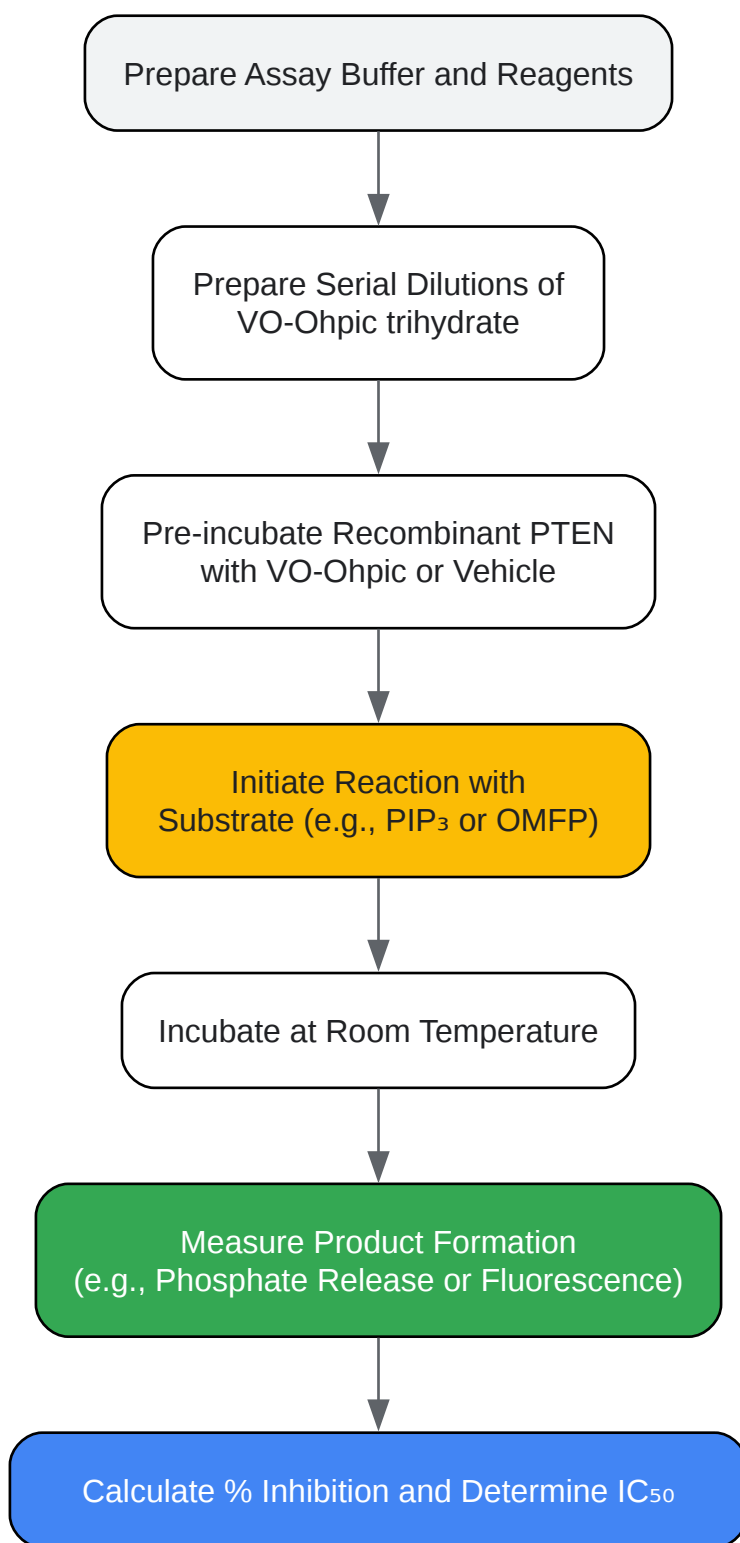 Prepare Assay Buffer and Reagents
Prepare Serial Dilutions of
VO-Ohpic trihydrate
Pre-incubate Recombinant PTEN
with VO-Ohpic or Vehicle
Initiate Reaction with
Substrate (e.g., PIP₃ or OMFP)
Incubate at Room Temperature
Measure Product Formation
(e.g., Phosphate Release or Fluorescence)
Calculate % Inhibition and Determine IC₅₀